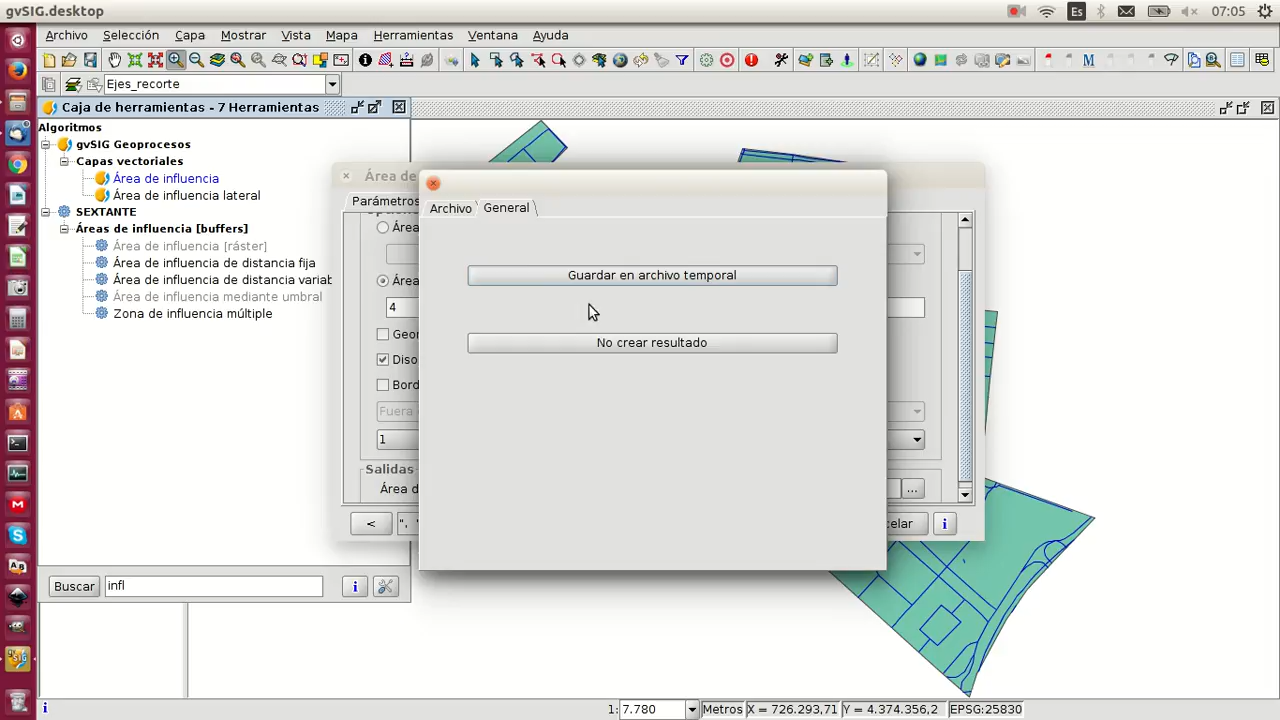 gvSIG.desktop
Es
07:05
Archivo Selección Capa Mostrar Vista Mapa Herramientas Ventana Ayuda
Ejes_recorte
Caja de herramienas - 7 Herramientas
Algoritmos
gvSIG Geoprocesos
Capas vectoriales
Área de influencia
Área de influencia lateral
SEXTANTE
Áreas de influencia [buffers]
Área de influencia [ráster]
Área de influencia de distancia fija
Área de influencia de distancia variab
Área de influencia mediante umbral
Zona de influencia múltiple
Buscar infl
Área de
Parámetros
Área
Área
4
Geor
Diso
Bord
Fuera
1
Salidas
Área d
...
<
",
elar
Archivo General
Guardar en archivo temporal
No crear resultado
1: 7.780 Metros X = 726.293,71 Y = 4.374.356,2 EPSG:25830